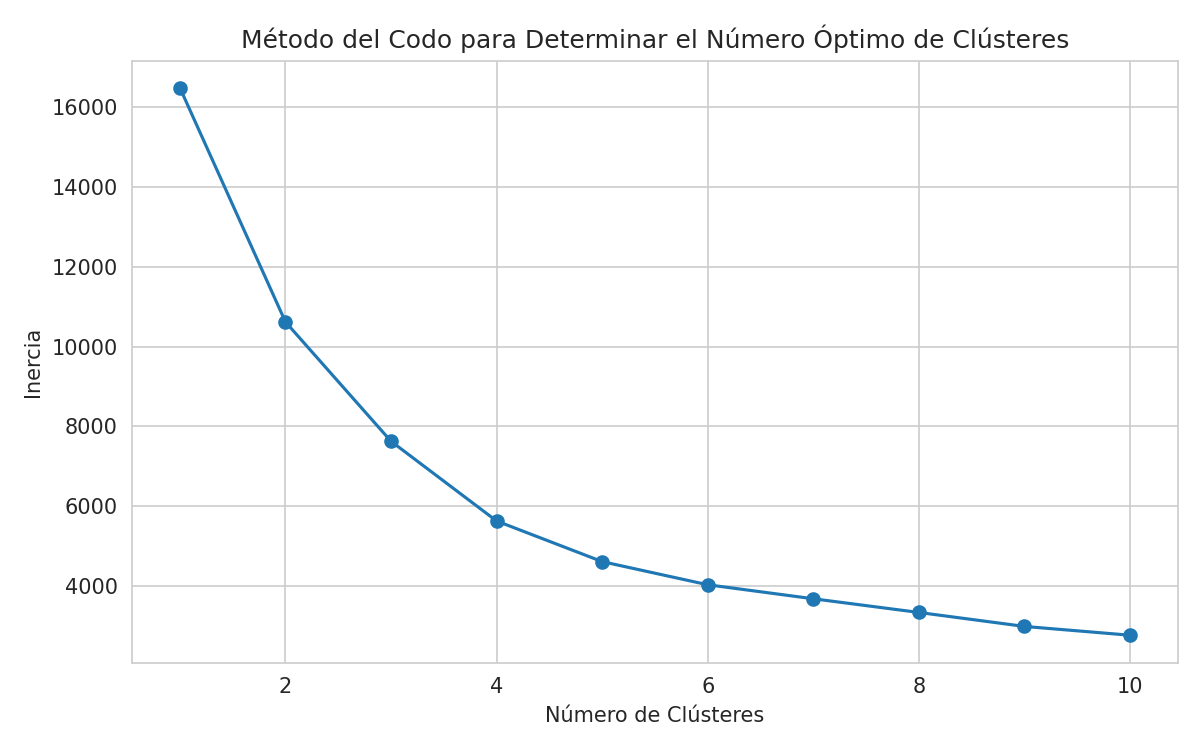 Método del Codo para Determinar el Número Óptimo de Clústeres
16000
14000
12000
10000
8000
6000
4000
Inercia
2 4 6 8 10
Número de Clústeres